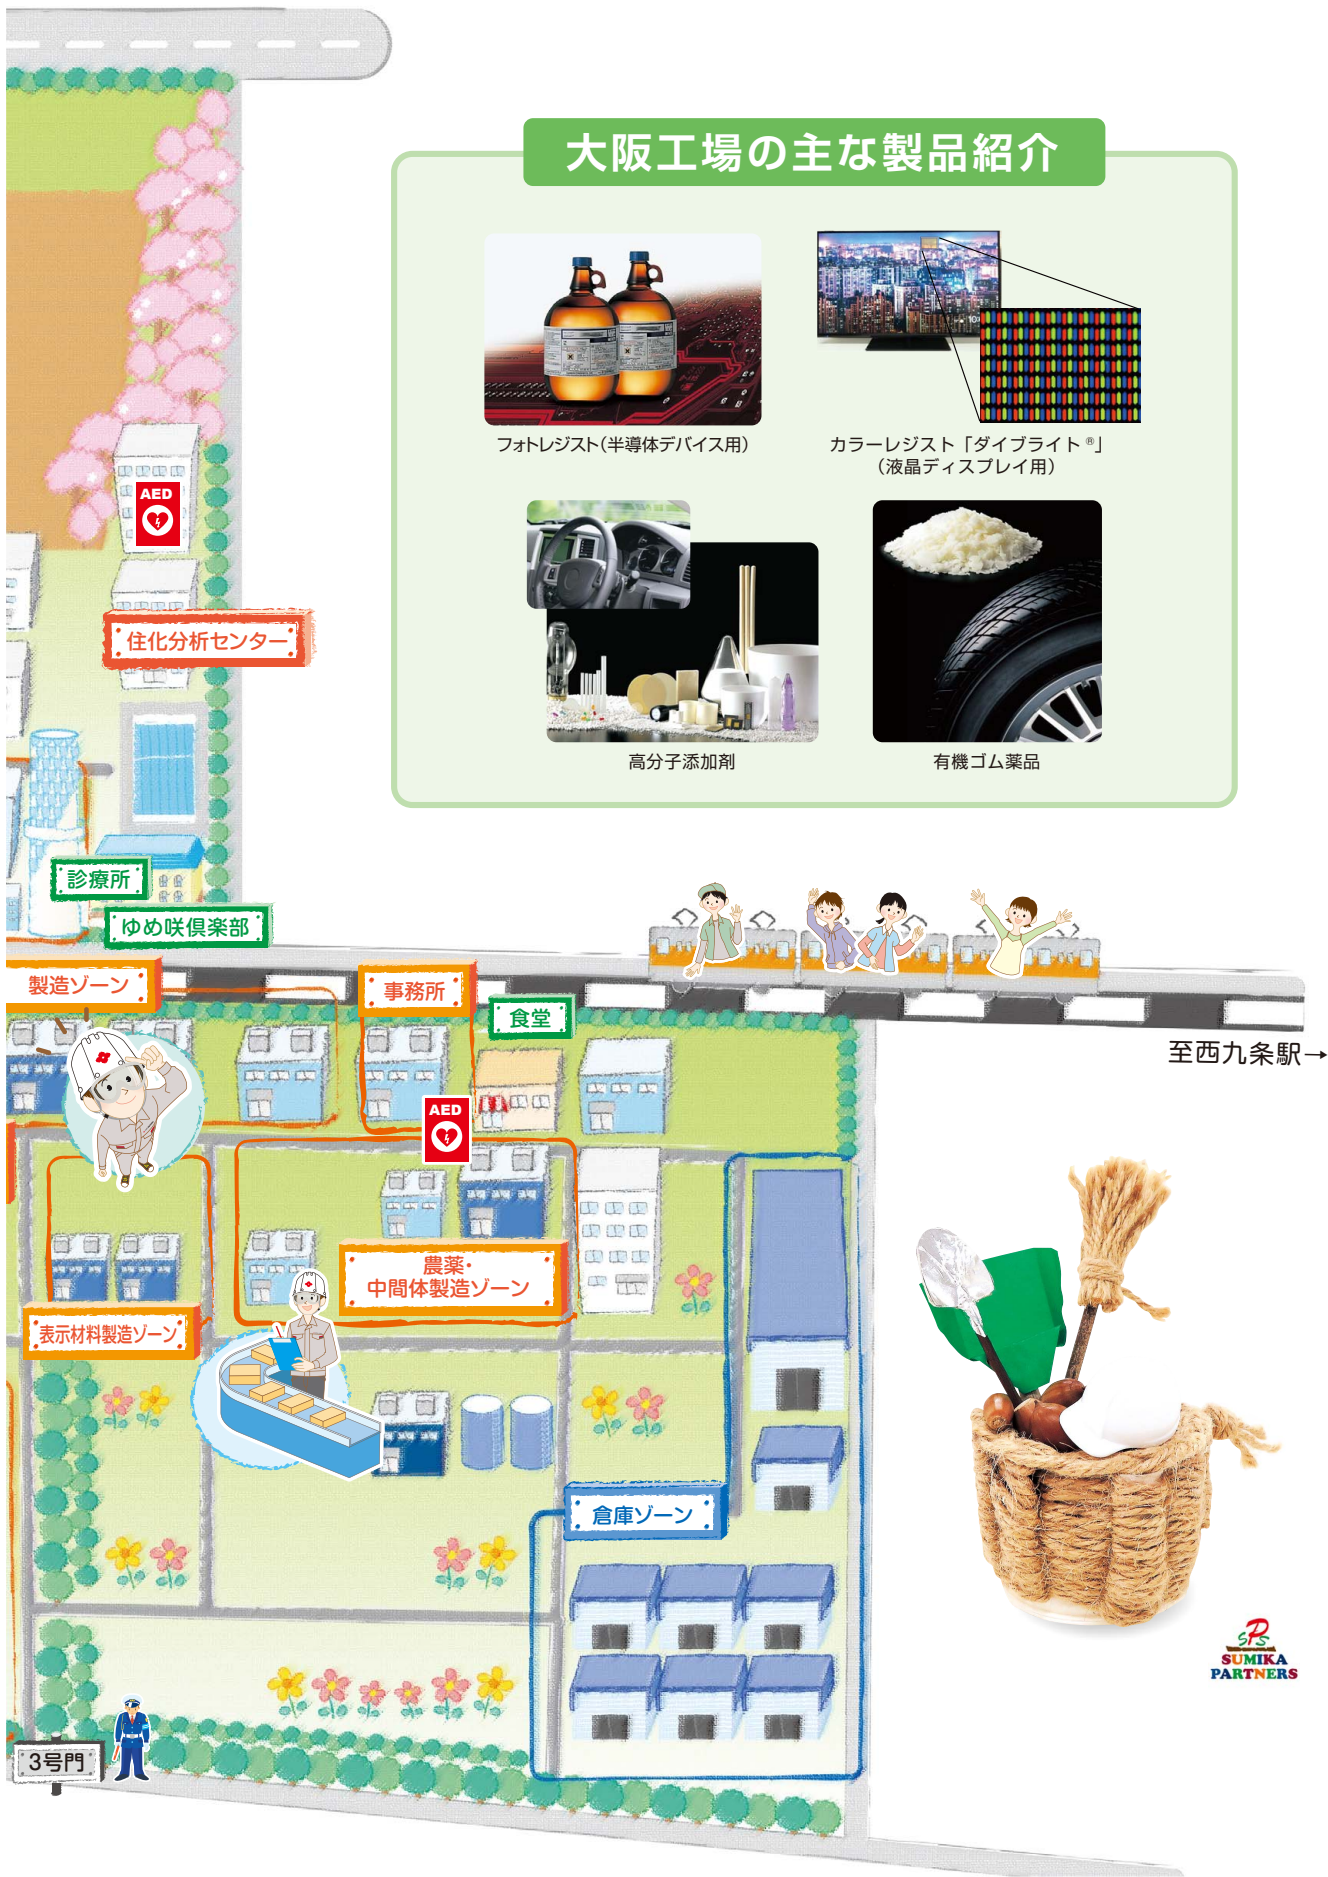 大阪工場の主な製品紹介
フォトレジスト(半導体デバイス用)
カラーレジスト「ダイブライト®」
(液晶ディスプレイ用)
高分子添加剤
有機ゴム薬品
AED
住化分析センター
診療所
ゆめ咲倶楽部
製造ゾーン
事務所
食堂
至西九条駅→
AED
農薬・
中間体製造ゾーン
表示材料製造ゾーン
倉庫ゾーン
3号門
SPS
SUMIKA
PARTNERS